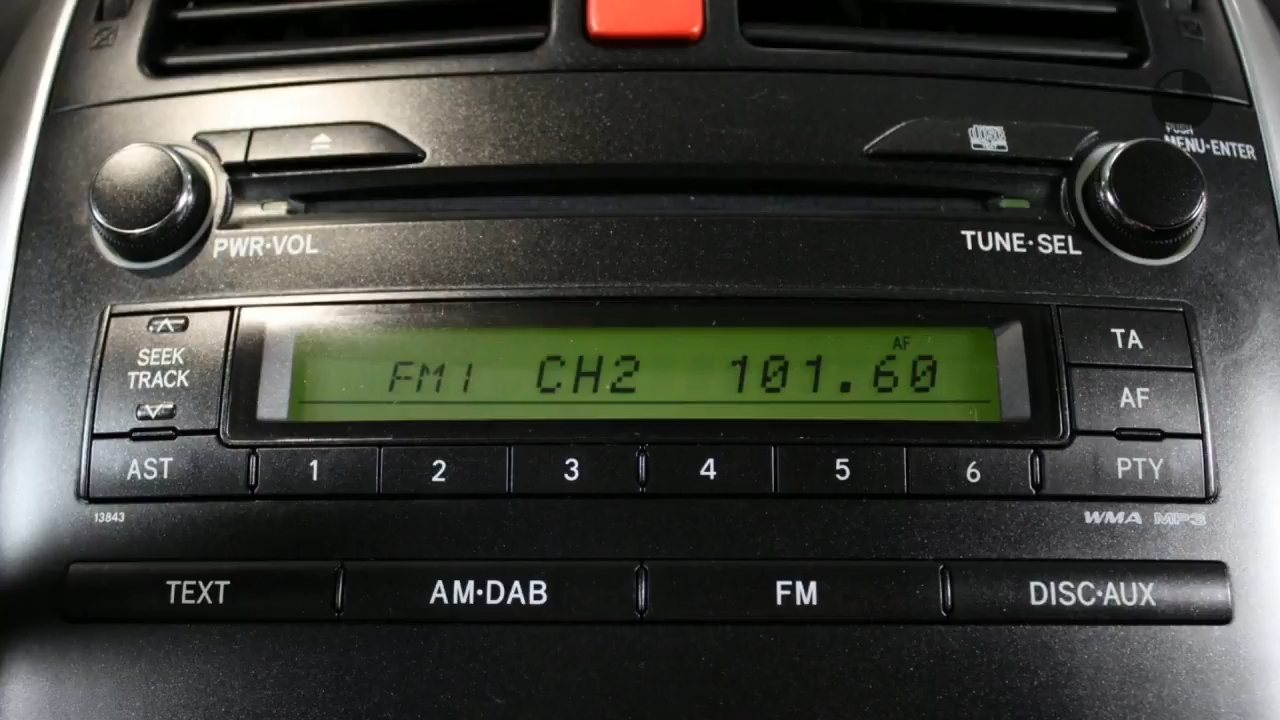 PUSH
MENU·ENTER
PWR·VOL
TUNE·SEL
SEEK
TRACK
AF
FM1 CH2 101.60
TA
AF
AST 1 2 3 4 5 6 PTY
13843
WMA MP3
TEXT AM·DAB FM DISC·AUX